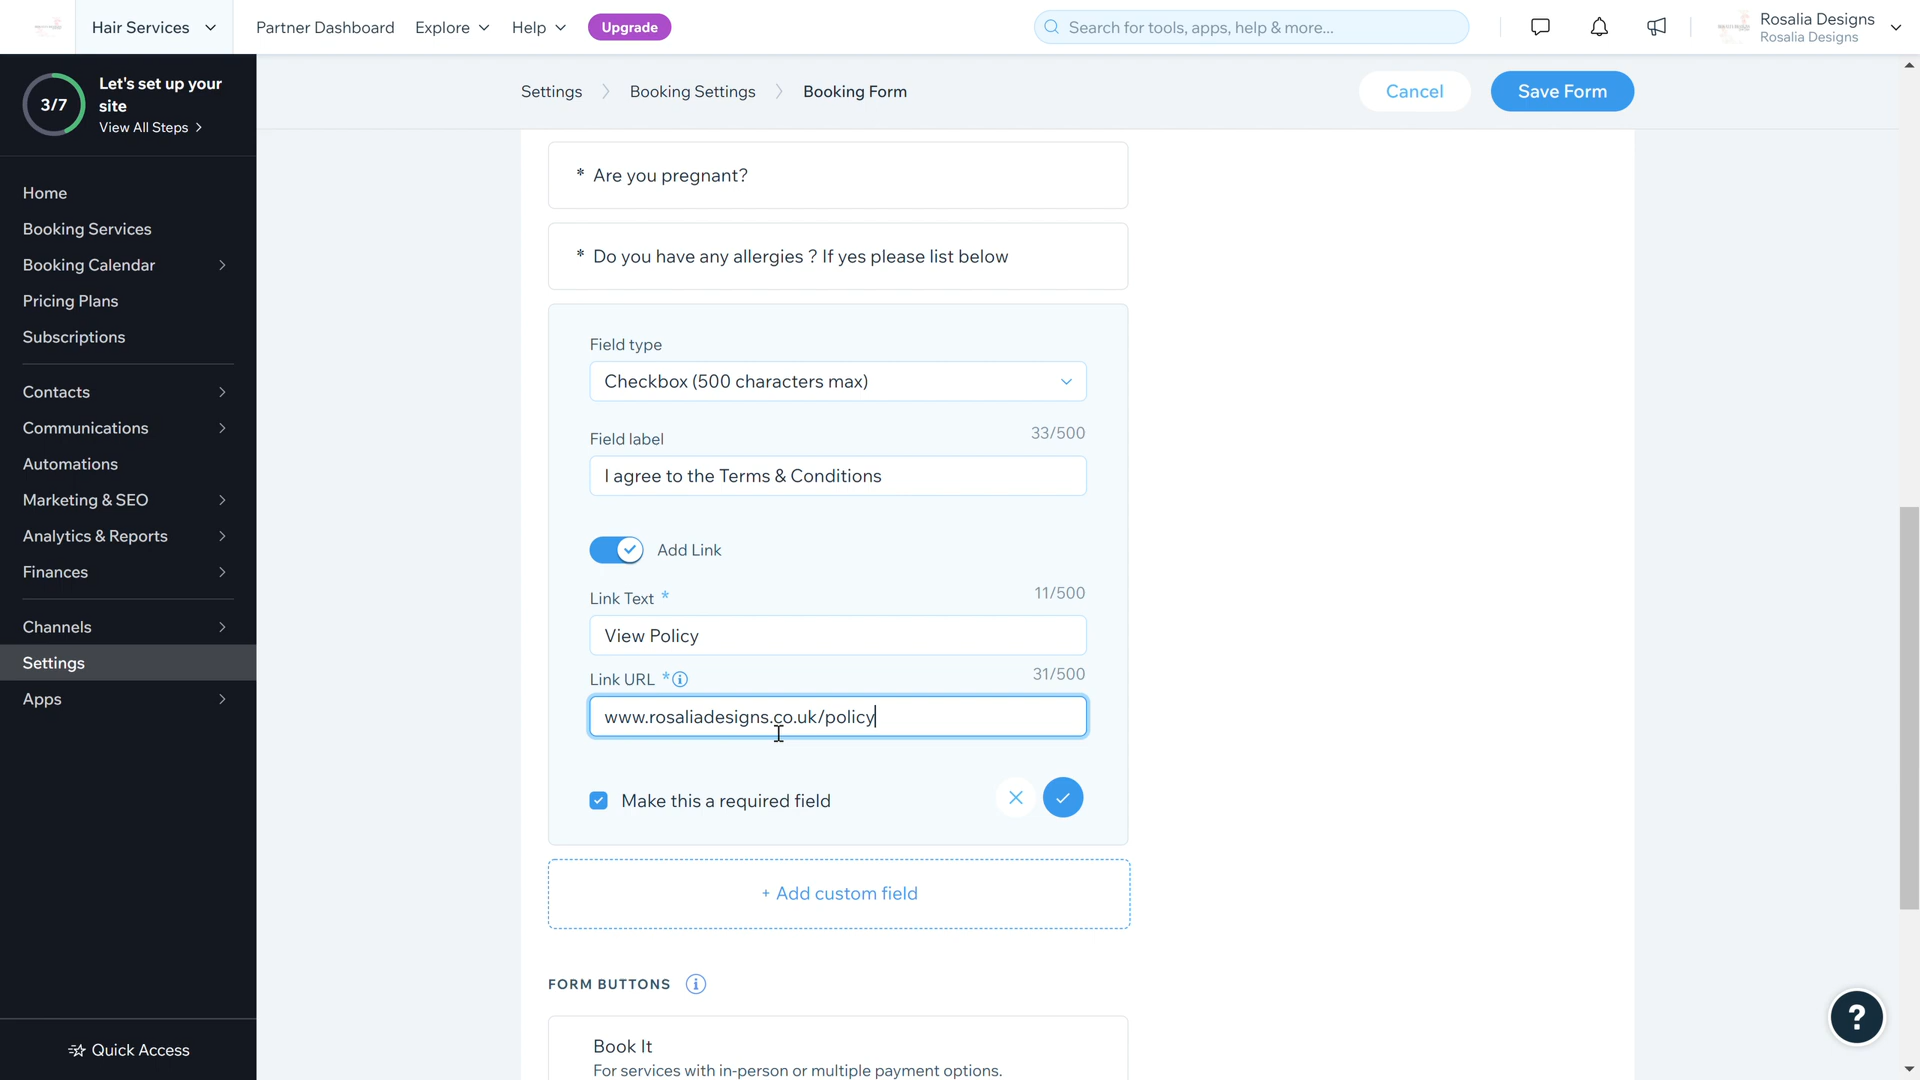 Hair Services
Partner Dashboard
Explore
Help
Upgrade
Search for tools, apps, help & more...
Rosalia Designs
Rosalia Designs
3/7
Let's set up your
site
View All Steps
Settings
Booking Settings
Booking Form
Cancel
Save Form
Home
Booking Services
Booking Calendar
Pricing Plans
Subscriptions
Contacts
Communications
Automations
Marketing & SEO
Analytics & Reports
Finances
Channels
Settings
Apps
Quick Access
* Are you pregnant?
* Do you have any allergies ? If yes please list below
Field type
Checkbox (500 characters max)
Field label
33/500
I agree to the Terms & Conditions
Add Link
Link Text *
11/500
View Policy
Link URL *
31/500
www.rosaliadesigns.co.uk/policy
Make this a required field
+ Add custom field
FORM BUTTONS
Book It
For services with in-person or multiple payment options.
?